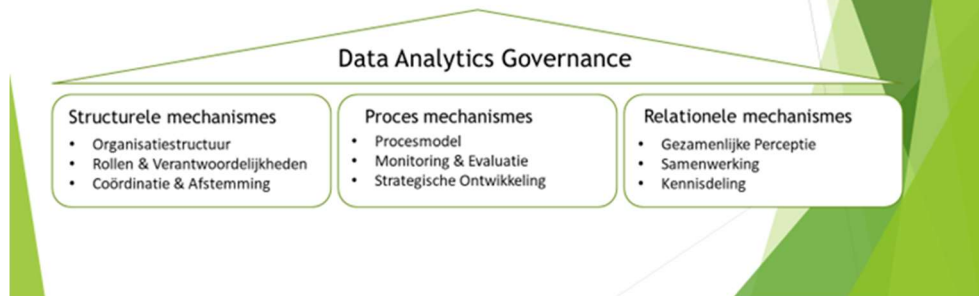 Data Analytics Governance
Structurele mechanismes
• Organisatiestructuur
• Rollen & Verantwoordelijkheden
• Coördinatie & Afstemming
Proces mechanismes
• Procesmodel
• Monitoring & Evaluatie
• Strategische Ontwikkeling
Relationele mechanismes
• Gezamenlijke Perceptie
• Samenwerking
• Kennisdeling